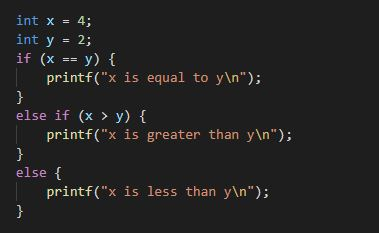 int x = 4;
int y = 2;
if (x == y) {
    printf("x is equal to y\n");
}
else if (x > y) {
    printf("x is greater than y\n");
}
else {
    printf("x is less than y\n");
}